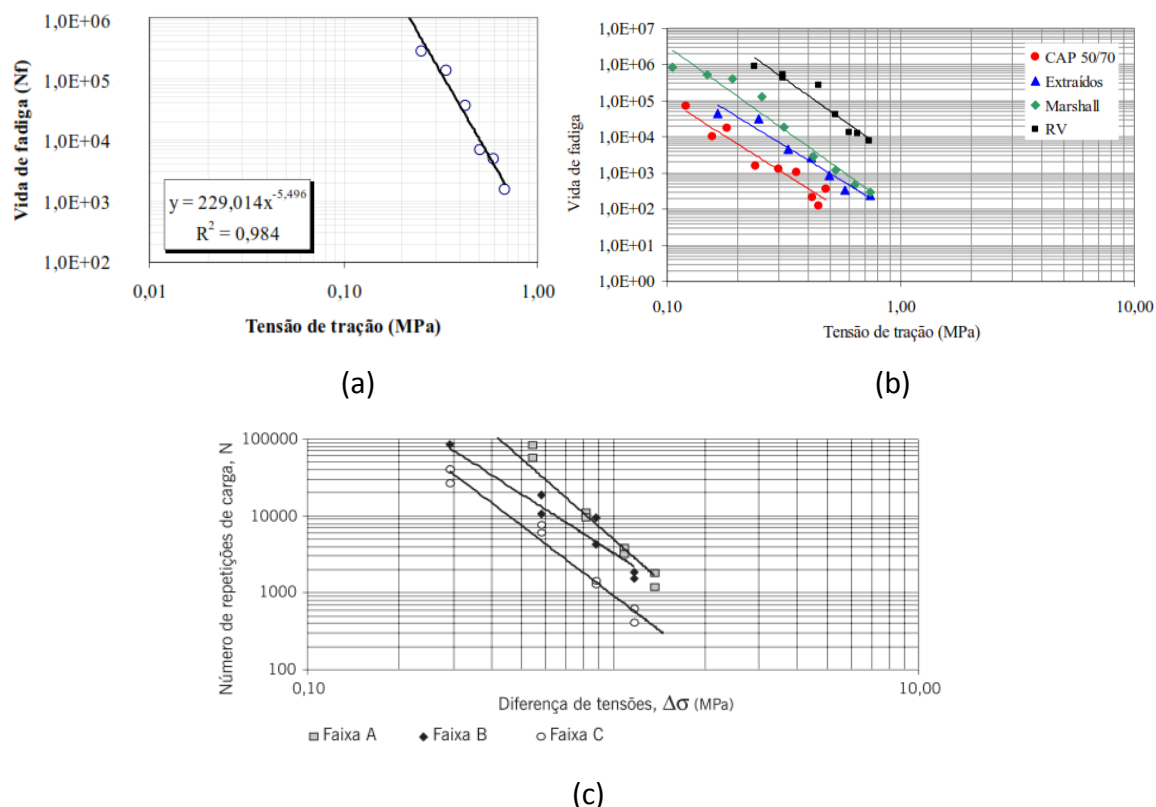 1,0E+06
1,0E+05
1,0E+04
1,0E+03
1,0E+02
Vida de fadiga (Nf)
y = 229,014x^-5,496
R² = 0,984
0,01
0,10
1,00
Tensão de tração (MPa)
(a)
1,0E+07
1,0E+06
1,0E+05
1,0E+04
1,0E+03
1,0E+02
1,0E+01
1,0E+00
Vida de fadiga
CAP 50/70
Extraídos
Marshall
RV
0,10
1,00
10,00
Tensão de tração (MPa)
(b)
100000
10000
1000
100
Número de repetições de carga, N
0,10
10,00
Diferença de tensões, Δσ (MPa)
Faixa A
Faixa B
Faixa C
(c)